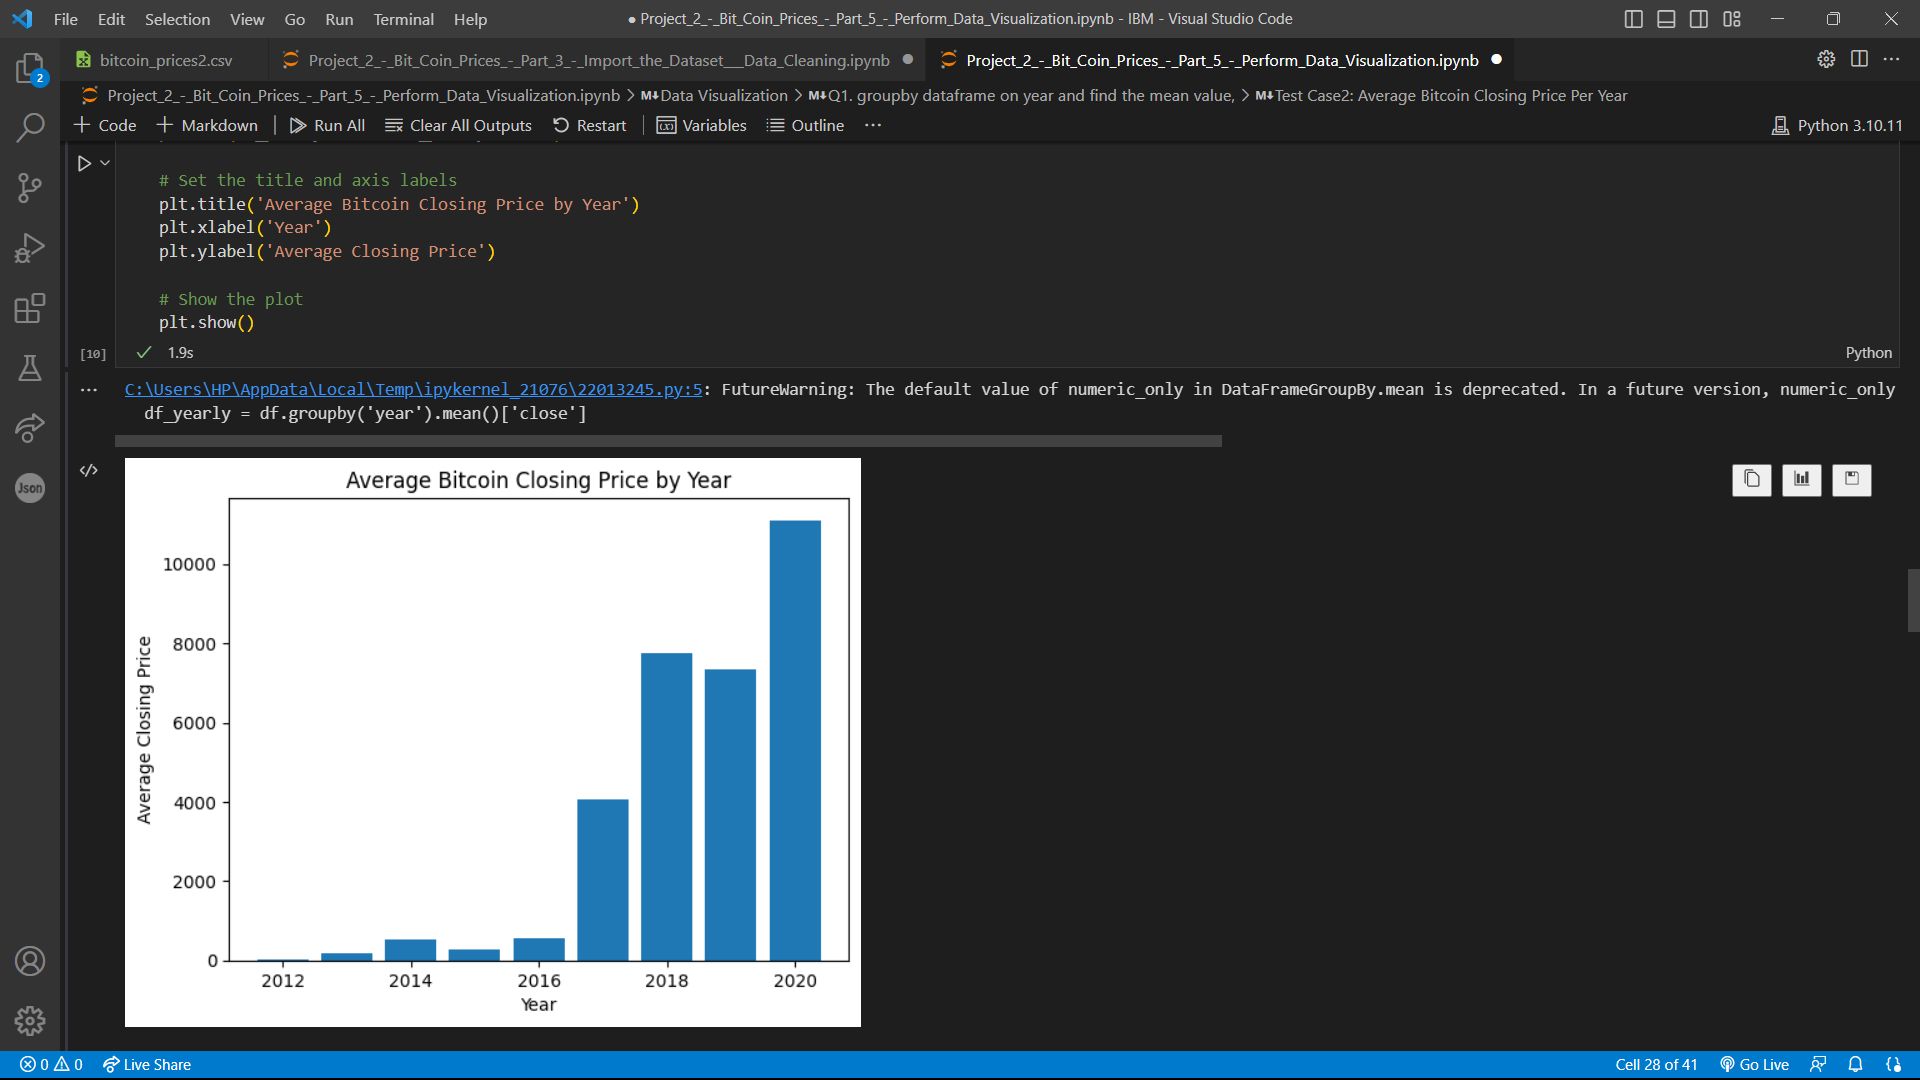 File Edit Selection View Go Run Terminal Help
● Project_2_-_Bit_Coin_Prices_-_Part_5_-_Perform_Data_Visualization.ipynb - IBM - Visual Studio Code
bitcoin_prices2.csv
Project_2_-_Bit_Coin_Prices_-_Part_3_-_Import_the_Dataset___Data_Cleaning.ipynb
Project_2_-_Bit_Coin_Prices_-_Part_5_-_Perform_Data_Visualization.ipynb
Project_2_-_Bit_Coin_Prices_-_Part_5_-_Perform_Data_Visualization.ipynb > M↓Data Visualization > M↓Q1. groupby dataframe on year and find the mean value, > M↓Test Case2: Average Bitcoin Closing Price Per Year
+ Code + Markdown | Run All Clear All Outputs Restart | Variables Outline ···
Python 3.10.11
# Set the title and axis labels
plt.title('Average Bitcoin Closing Price by Year')
plt.xlabel('Year')
plt.ylabel('Average Closing Price')
# Show the plot
plt.show()
[10] ✓ 1.9s
Python
C:\Users\HP\AppData\Local\Temp\ipykernel_21076\22013245.py:5: FutureWarning: The default value of numeric_only in DataFrameGroupBy.mean is deprecated. In a future version, numeric_only
df_yearly = df.groupby('year').mean()['close']
Average Bitcoin Closing Price by Year
10000
8000
6000
4000
2000
0
Average Closing Price
2012 2014 2016 2018 2020
Year
2
Json
0 0 Live Share
Cell 28 of 41 Go Live